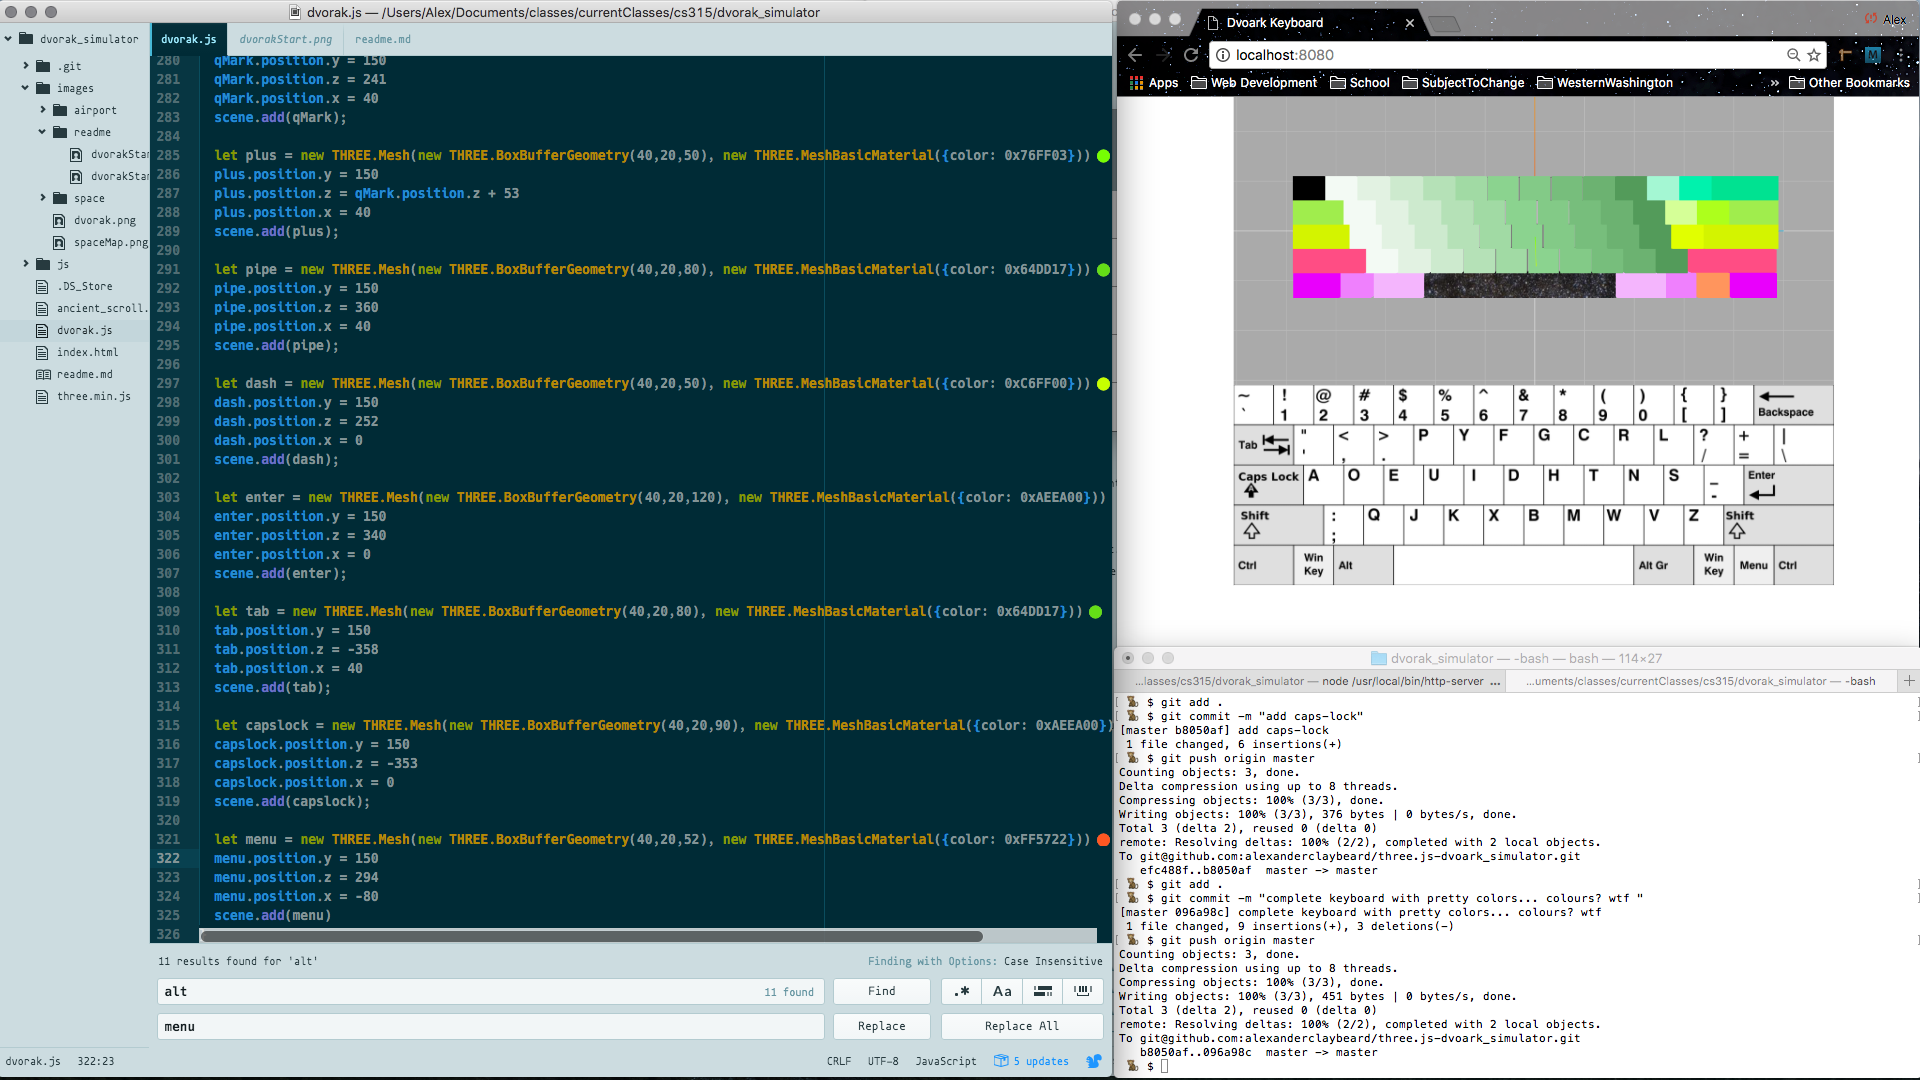 dvorak.js — /Users/Alex/Documents/classes/currentClasses/cs315/dvorak_simulator
dvorak_simulator
.git
images
airport
readme
dvorakStar
dvorakStar
space
dvorak.png
spaceMap.png
js
.DS_Store
ancient_scroll.
dvorak.js
index.html
readme.md
three.min.js
dvorak.js
dvorakStart.png
readme.md
280 qMark.position.y = 150
281 qMark.position.z = 241
282 qMark.position.x = 40
283 scene.add(qMark);
284
285 let plus = new THREE.Mesh(new THREE.BoxBufferGeometry(40,20,50), new THREE.MeshBasicMaterial({color: 0x76FF03}))
286 plus.position.y = 150
287 plus.position.z = qMark.position.z + 53
288 plus.position.x = 40
289 scene.add(plus);
290
291 let pipe = new THREE.Mesh(new THREE.BoxBufferGeometry(40,20,80), new THREE.MeshBasicMaterial({color: 0x64DD17}))
292 pipe.position.y = 150
293 pipe.position.z = 360
294 pipe.position.x = 40
295 scene.add(pipe);
296
297 let dash = new THREE.Mesh(new THREE.BoxBufferGeometry(40,20,50), new THREE.MeshBasicMaterial({color: 0xC6FF00}))
298 dash.position.y = 150
299 dash.position.z = 252
300 dash.position.x = 0
301 scene.add(dash);
302
303 let enter = new THREE.Mesh(new THREE.BoxBufferGeometry(40,20,120), new THREE.MeshBasicMaterial({color: 0xAEEA00}))
304 enter.position.y = 150
305 enter.position.z = 340
306 enter.position.x = 0
307 scene.add(enter);
308
309 let tab = new THREE.Mesh(new THREE.BoxBufferGeometry(40,20,80), new THREE.MeshBasicMaterial({color: 0x64DD17}))
310 tab.position.y = 150
311 tab.position.z = -358
312 tab.position.x = 40
313 scene.add(tab);
314
315 let capslock = new THREE.Mesh(new THREE.BoxBufferGeometry(40,20,90), new THREE.MeshBasicMaterial({color: 0xAEEA00})
316 capslock.position.y = 150
317 capslock.position.z = -353
318 capslock.position.x = 0
319 scene.add(capslock);
320
321 let menu = new THREE.Mesh(new THREE.BoxBufferGeometry(40,20,52), new THREE.MeshBasicMaterial({color: 0xFF5722}))
322 menu.position.y = 150
323 menu.position.z = 294
324 menu.position.x = -80
325 scene.add(menu)
326
11 results found for 'alt'
Finding with Options: Case Insensitive
alt 11 found
Find
.* Aa
menu
Replace
Replace All
dvorak.js 322:23
CRLF UTF-8 JavaScript 5 updates
Dvoark Keyboard
Alex
localhost:8080
Apps Web Development School SubjectToChange WesternWashington » Other Bookmarks
~ ! @ # $ % ^ & * ( ) { }
` 1 2 3 4 5 6 7 8 9 0 [ ] Backspace
Tab " < > P Y F G C R L ? + |
' , . / = \
Caps Lock A O E U I D H T N S _ Enter
-
Shift : Q J K X B M W V Z Shift
;
Ctrl Win Key Alt Alt Gr Win Key Menu Ctrl
dvorak_simulator — -bash — bash — 114×27
...lasses/cs315/dvorak_simulator — node /usr/local/bin/http-server ...
...uments/classes/currentClasses/cs315/dvorak_simulator — -bash
$ git add .
$ git commit -m "add caps-lock"
[master b8050af] add caps-lock
1 file changed, 6 insertions(+)
$ git push origin master
Counting objects: 3, done.
Delta compression using up to 8 threads.
Compressing objects: 100% (3/3), done.
Writing objects: 100% (3/3), 376 bytes | 0 bytes/s, done.
Total 3 (delta 2), reused 0 (delta 0)
remote: Resolving deltas: 100% (2/2), completed with 2 local objects.
To git@github.com:alexanderclaybeard/three.js-dvoark_simulator.git
efc488f..b8050af  master -> master
$ git add .
$ git commit -m "complete keyboard with pretty colors... colours? wtf "
[master 096a98c] complete keyboard with pretty colors... colours? wtf
1 file changed, 9 insertions(+), 3 deletions(-)
$ git push origin master
Counting objects: 3, done.
Delta compression using up to 8 threads.
Compressing objects: 100% (3/3), done.
Writing objects: 100% (3/3), 451 bytes | 0 bytes/s, done.
Total 3 (delta 2), reused 0 (delta 0)
remote: Resolving deltas: 100% (2/2), completed with 2 local objects.
To git@github.com:alexanderclaybeard/three.js-dvoark_simulator.git
b8050af..096a98c  master -> master
$